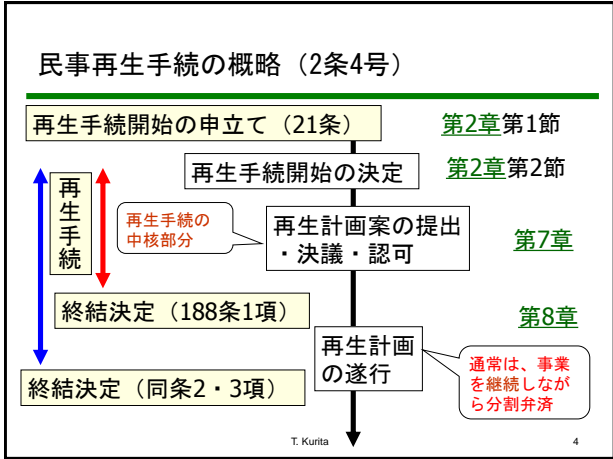 民事再生手続の概略（2条4号）
再生手続開始の申立て（21条）
第2章第1節
再生手続開始の決定
第2章第2節
再生手続
再生手続の
中核部分
再生計画案の提出
・決議・認可
第7章
終結決定（188条1項）
第8章
再生計画
の遂行
通常は、事業
を継続しなが
ら分割弁済
終結決定（同条2・3項）
T. Kurita
4